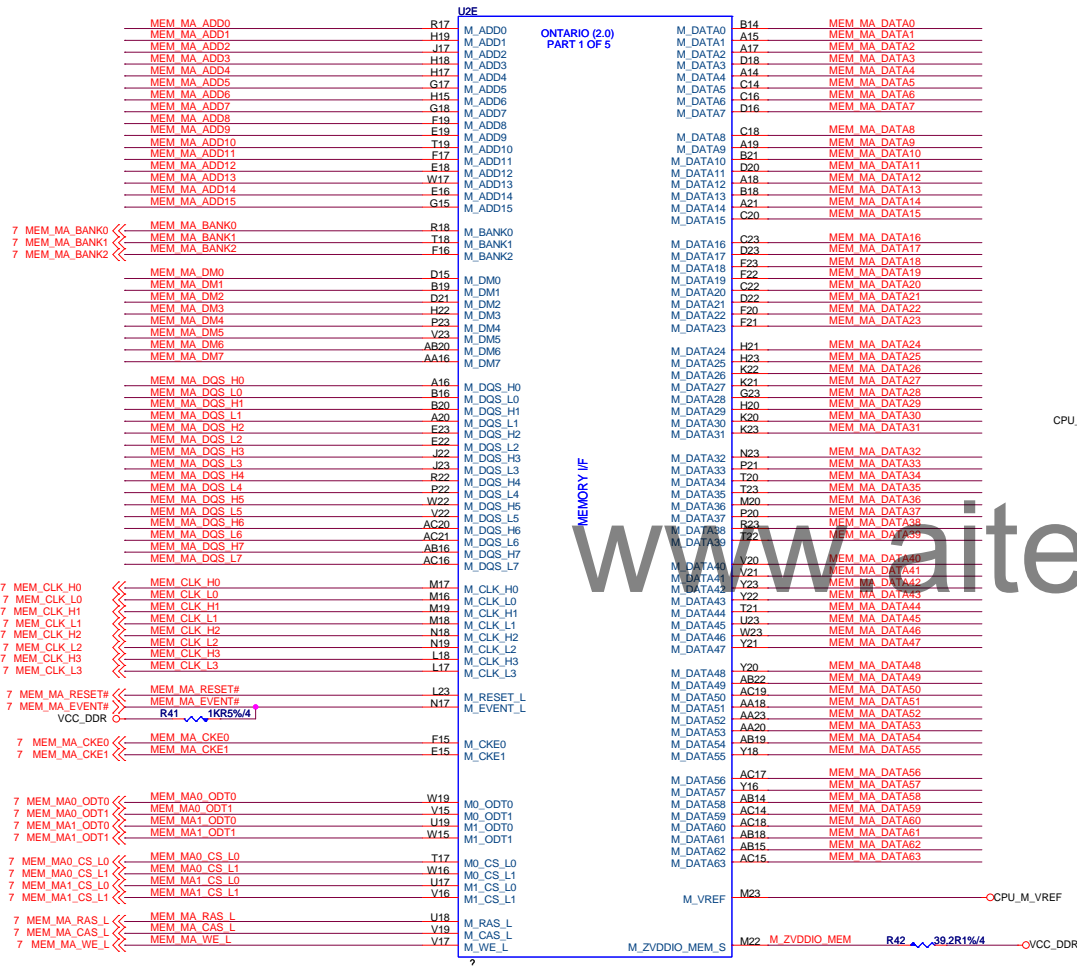 U2E
ONTARIO (2.0)
PART 1 OF 5
MEMORY I/F
MEM_MA_ADD0 R17 M_ADD0
MEM_MA_ADD1 H19 M_ADD1
MEM_MA_ADD2 J17 M_ADD2
MEM_MA_ADD3 H18 M_ADD3
MEM_MA_ADD4 H17 M_ADD4
MEM_MA_ADD5 G17 M_ADD5
MEM_MA_ADD6 H15 M_ADD6
MEM_MA_ADD7 G18 M_ADD7
MEM_MA_ADD8 F19 M_ADD8
MEM_MA_ADD9 E19 M_ADD9
MEM_MA_ADD10 T19 M_ADD10
MEM_MA_ADD11 F17 M_ADD11
MEM_MA_ADD12 E18 M_ADD12
MEM_MA_ADD13 W17 M_ADD13
MEM_MA_ADD14 E16 M_ADD14
MEM_MA_ADD15 G15 M_ADD15
7 MEM_MA_BANK0 MEM_MA_BANK0 R18 M_BANK0
7 MEM_MA_BANK1 MEM_MA_BANK1 T18 M_BANK1
7 MEM_MA_BANK2 MEM_MA_BANK2 F16 M_BANK2
MEM_MA_DM0 D15 M_DM0
MEM_MA_DM1 B19 M_DM1
MEM_MA_DM2 D21 M_DM2
MEM_MA_DM3 H22 M_DM3
MEM_MA_DM4 P23 M_DM4
MEM_MA_DM5 V23 M_DM5
MEM_MA_DM6 AB20 M_DM6
MEM_MA_DM7 AA16 M_DM7
MEM_MA_DQS_H0 A16 M_DQS_H0
MEM_MA_DQS_L0 B16 M_DQS_L0
MEM_MA_DQS_H1 B20 M_DQS_H1
MEM_MA_DQS_L1 A20 M_DQS_L1
MEM_MA_DQS_H2 E23 M_DQS_H2
MEM_MA_DQS_L2 E22 M_DQS_L2
MEM_MA_DQS_H3 J22 M_DQS_H3
MEM_MA_DQS_L3 J23 M_DQS_L3
MEM_MA_DQS_H4 R22 M_DQS_H4
MEM_MA_DQS_L4 P22 M_DQS_L4
MEM_MA_DQS_H5 W22 M_DQS_H5
MEM_MA_DQS_L5 V22 M_DQS_L5
MEM_MA_DQS_H6 AC20 M_DQS_H6
MEM_MA_DQS_L6 AC21 M_DQS_L6
MEM_MA_DQS_H7 AB16 M_DQS_H7
MEM_MA_DQS_L7 AC16 M_DQS_L7
7 MEM_CLK_H0 MEM_CLK_H0 M17 M_CLK_H0
7 MEM_CLK_L0 MEM_CLK_L0 M16 M_CLK_L0
7 MEM_CLK_H1 MEM_CLK_H1 M19 M_CLK_H1
7 MEM_CLK_L1 MEM_CLK_L1 M18 M_CLK_L1
7 MEM_CLK_H2 MEM_CLK_H2 N18 M_CLK_H2
7 MEM_CLK_L2 MEM_CLK_L2 N19 M_CLK_L2
7 MEM_CLK_H3 MEM_CLK_H3 L18 M_CLK_H3
7 MEM_CLK_L3 MEM_CLK_L3 L17 M_CLK_L3
7 MEM_MA_RESET# MEM_MA_RESET# L23 M_RESET_L
7 MEM_MA_EVENT# MEM_MA_EVENT# N17 M_EVENT_L
VCC_DDR R41 1KR5%/4
7 MEM_MA_CKE0 MEM_MA_CKE0 F15 M_CKE0
7 MEM_MA_CKE1 MEM_MA_CKE1 E15 M_CKE1
7 MEM_MA0_ODT0 MEM_MA0_ODT0 W19 M0_ODT0
7 MEM_MA0_ODT1 MEM_MA0_ODT1 V15 M0_ODT1
7 MEM_MA1_ODT0 MEM_MA1_ODT0 U19 M1_ODT0
7 MEM_MA1_ODT1 MEM_MA1_ODT1 W15 M1_ODT1
7 MEM_MA0_CS_L0 MEM_MA0_CS_L0 T17 M0_CS_L0
7 MEM_MA0_CS_L1 MEM_MA0_CS_L1 W16 M0_CS_L1
7 MEM_MA1_CS_L0 MEM_MA1_CS_L0 U17 M1_CS_L0
7 MEM_MA1_CS_L1 MEM_MA1_CS_L1 V16 M1_CS_L1
7 MEM_MA_RAS_L MEM_MA_RAS_L U18 M_RAS_L
7 MEM_MA_CAS_L MEM_MA_CAS_L V19 M_CAS_L
7 MEM_MA_WE_L MEM_MA_WE_L V17 M_WE_L
?
M_DATA0 B14 MEM_MA_DATA0
M_DATA1 A15 MEM_MA_DATA1
M_DATA2 A17 MEM_MA_DATA2
M_DATA3 D18 MEM_MA_DATA3
M_DATA4 A14 MEM_MA_DATA4
M_DATA5 C14 MEM_MA_DATA5
M_DATA6 C16 MEM_MA_DATA6
M_DATA7 D16 MEM_MA_DATA7
M_DATA8 C18 MEM_MA_DATA8
M_DATA9 A19 MEM_MA_DATA9
M_DATA10 B21 MEM_MA_DATA10
M_DATA11 D20 MEM_MA_DATA11
M_DATA12 A18 MEM_MA_DATA12
M_DATA13 B18 MEM_MA_DATA13
M_DATA14 A21 MEM_MA_DATA14
M_DATA15 C20 MEM_MA_DATA15
M_DATA16 C23 MEM_MA_DATA16
M_DATA17 D23 MEM_MA_DATA17
M_DATA18 F23 MEM_MA_DATA18
M_DATA19 F22 MEM_MA_DATA19
M_DATA20 C22 MEM_MA_DATA20
M_DATA21 D22 MEM_MA_DATA21
M_DATA22 F20 MEM_MA_DATA22
M_DATA23 F21 MEM_MA_DATA23
M_DATA24 H21 MEM_MA_DATA24
M_DATA25 H23 MEM_MA_DATA25
M_DATA26 K22 MEM_MA_DATA26
M_DATA27 K21 MEM_MA_DATA27
M_DATA28 G23 MEM_MA_DATA28
M_DATA29 H20 MEM_MA_DATA29
M_DATA30 K20 MEM_MA_DATA30
M_DATA31 K23 MEM_MA_DATA31
M_DATA32 N23 MEM_MA_DATA32
M_DATA33 P21 MEM_MA_DATA33
M_DATA34 T20 MEM_MA_DATA34
M_DATA35 T23 MEM_MA_DATA35
M_DATA36 M20 MEM_MA_DATA36
M_DATA37 P20 MEM_MA_DATA37
M_DATA38 R23 MEM_MA_DATA38
M_DATA39 T22 MEM_MA_DATA39
M_DATA40 V20 MEM_MA_DATA40
M_DATA41 V21 MEM_MA_DATA41
M_DATA42 Y23 MEM_MA_DATA42
M_DATA43 Y22 MEM_MA_DATA43
M_DATA44 T21 MEM_MA_DATA44
M_DATA45 U23 MEM_MA_DATA45
M_DATA46 W23 MEM_MA_DATA46
M_DATA47 Y21 MEM_MA_DATA47
M_DATA48 Y20 MEM_MA_DATA48
M_DATA49 AB22 MEM_MA_DATA49
M_DATA50 AC19 MEM_MA_DATA50
M_DATA51 AA18 MEM_MA_DATA51
M_DATA52 AA23 MEM_MA_DATA52
M_DATA53 AA20 MEM_MA_DATA53
M_DATA54 AB19 MEM_MA_DATA54
M_DATA55 Y18 MEM_MA_DATA55
M_DATA56 AC17 MEM_MA_DATA56
M_DATA57 Y16 MEM_MA_DATA57
M_DATA58 AB14 MEM_MA_DATA58
M_DATA59 AC14 MEM_MA_DATA59
M_DATA60 AC18 MEM_MA_DATA60
M_DATA61 AB18 MEM_MA_DATA61
M_DATA62 AB15 MEM_MA_DATA62
M_DATA63 AC15 MEM_MA_DATA63
M_VREF M23 CPU_M_VREF
M_ZVDDIO_MEM_S M22 M_ZVDDIO_MEM R42 39.2R1%/4 VCC_DDR
CPU_
www.aite